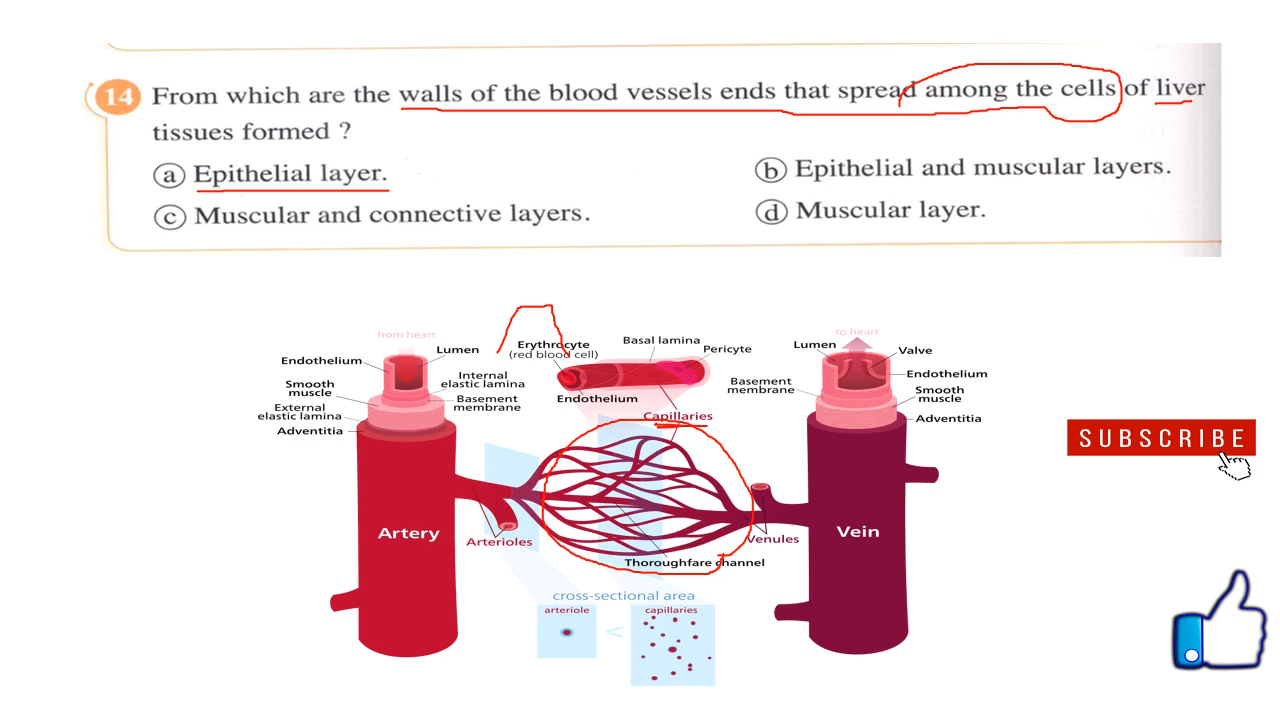 14 From which are the walls of the blood vessels ends that spread among the cells of liver
tissues formed ?
a Epithelial layer.
b Epithelial and muscular layers.
c Muscular and connective layers.
d Muscular layer.
from heart
Lumen
Endothelium
Internal
elastic lamina
Smooth
muscle
Basement
membrane
External
elastic lamina
Adventitia
Artery
Arterioles
Erythrocyte
(red blood cell)
Basal lamina
Pericyte
Endothelium
Capillaries
Thoroughfare channel
Venules
to heart
Lumen
Valve
Endothelium
Basement
membrane
Smooth
muscle
Adventitia
Vein
cross-sectional area
arteriole
<
capillaries
SUBSCRIBE